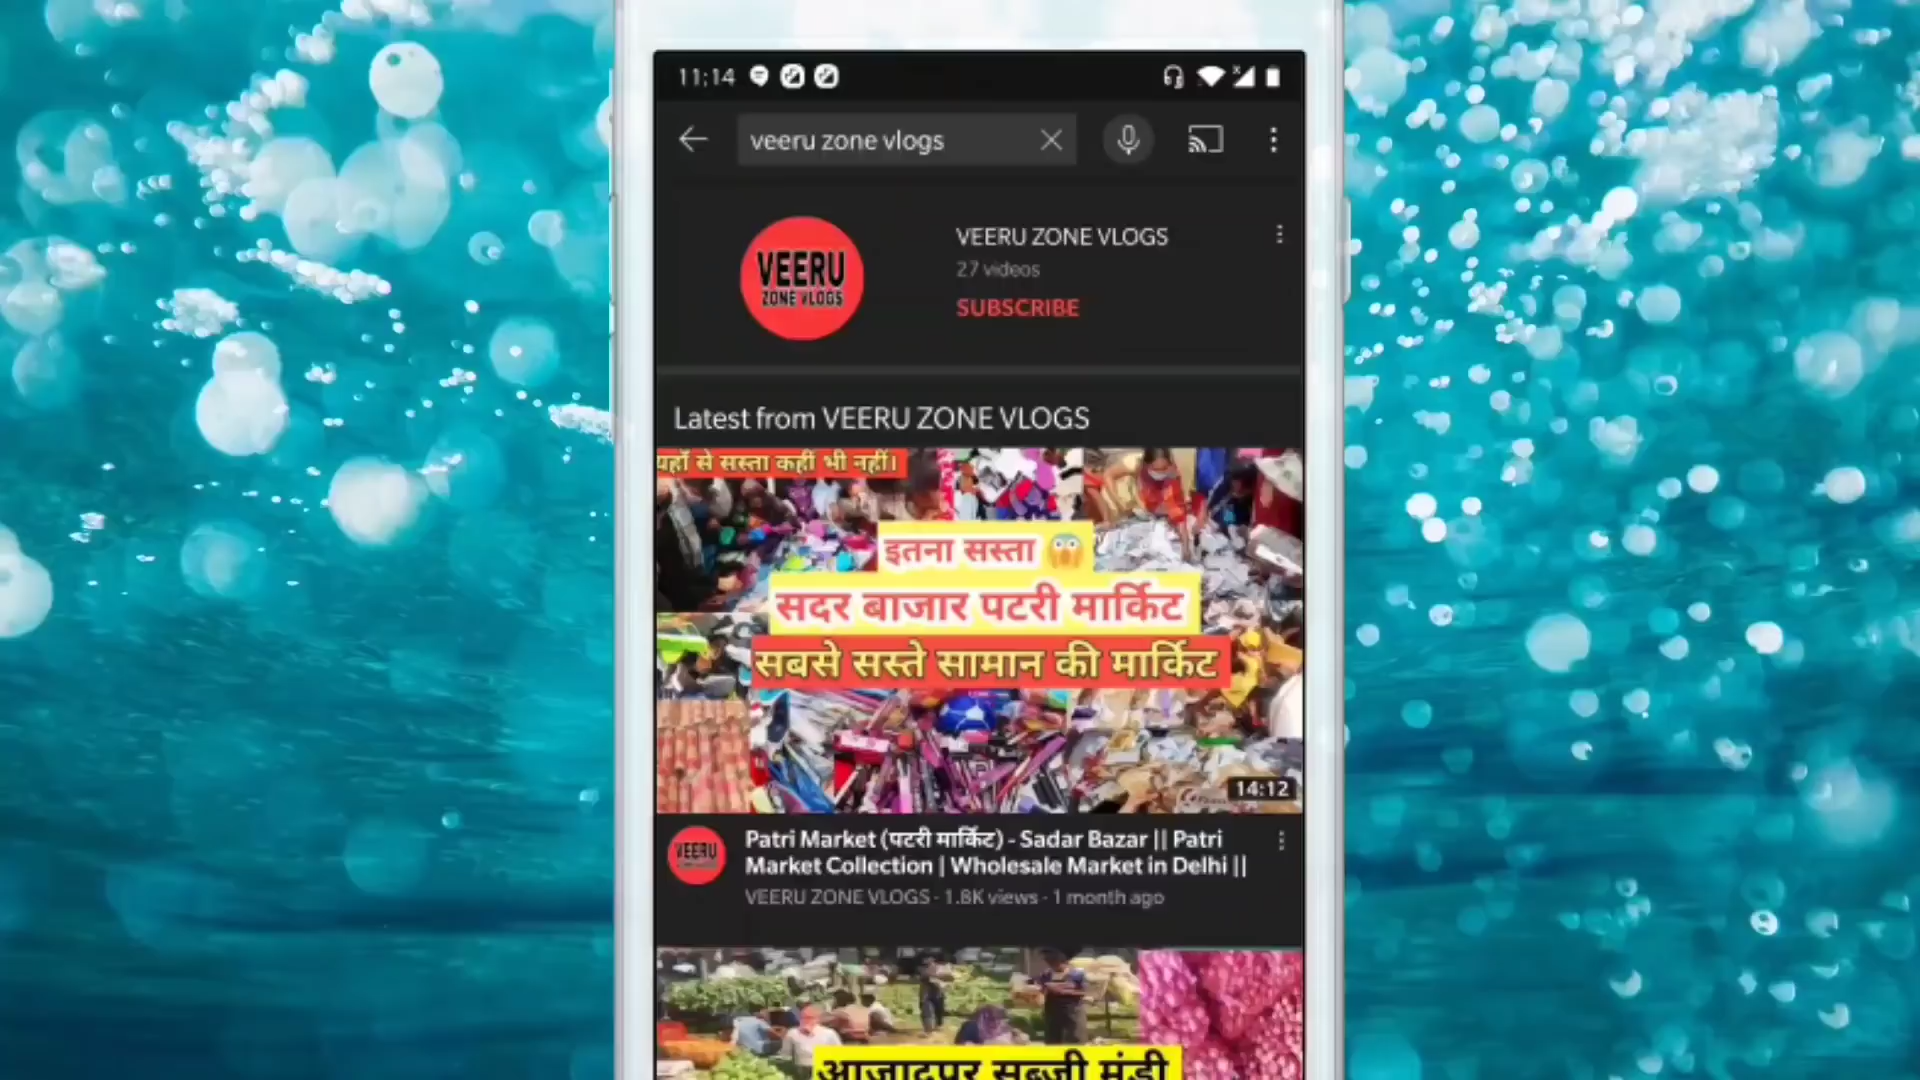 11:14
veeru zone vlogs
VEERU
ZONE VLOGS
VEERU ZONE VLOGS
27 videos
SUBSCRIBE
Latest from VEERU ZONE VLOGS
यहाँ से सस्ता कहीं भी नहीं।
इतना सस्ता 😱
सदर बाजार पटरी मार्किट
सबसे सस्ते सामान की मार्किट
14:12
VEERU
Patri Market (पटरी मार्किट) - Sadar Bazar || Patri
Market Collection | Wholesale Market in Delhi ||
VEERU ZONE VLOGS · 1.8K views · 1 month ago
आजादपुर सब्जी मंडी